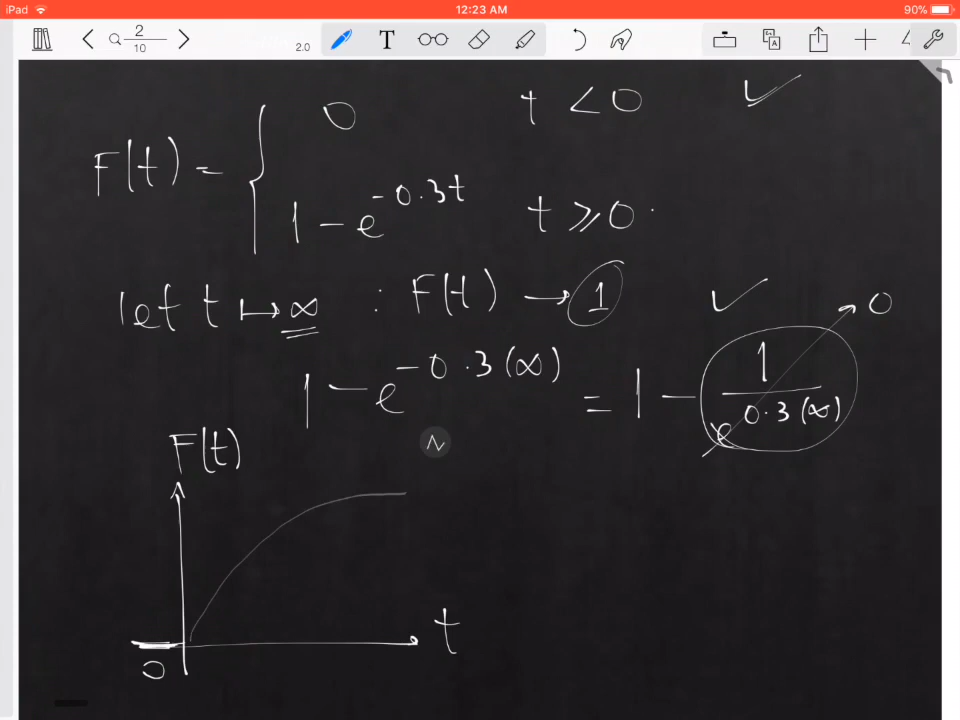 iPad 12:23 AM 90%
2
10
2.0
T
F(t) = { 0 t < 0 ✓
1 - e^{-0.3t} t ⩾ 0.
let t ↦ ∞ : F(t) → 1 ✓
1 - e^{-0.3(∞)} = 1 - 1/e^{0.3(∞)} → 0
F(t)
t
0